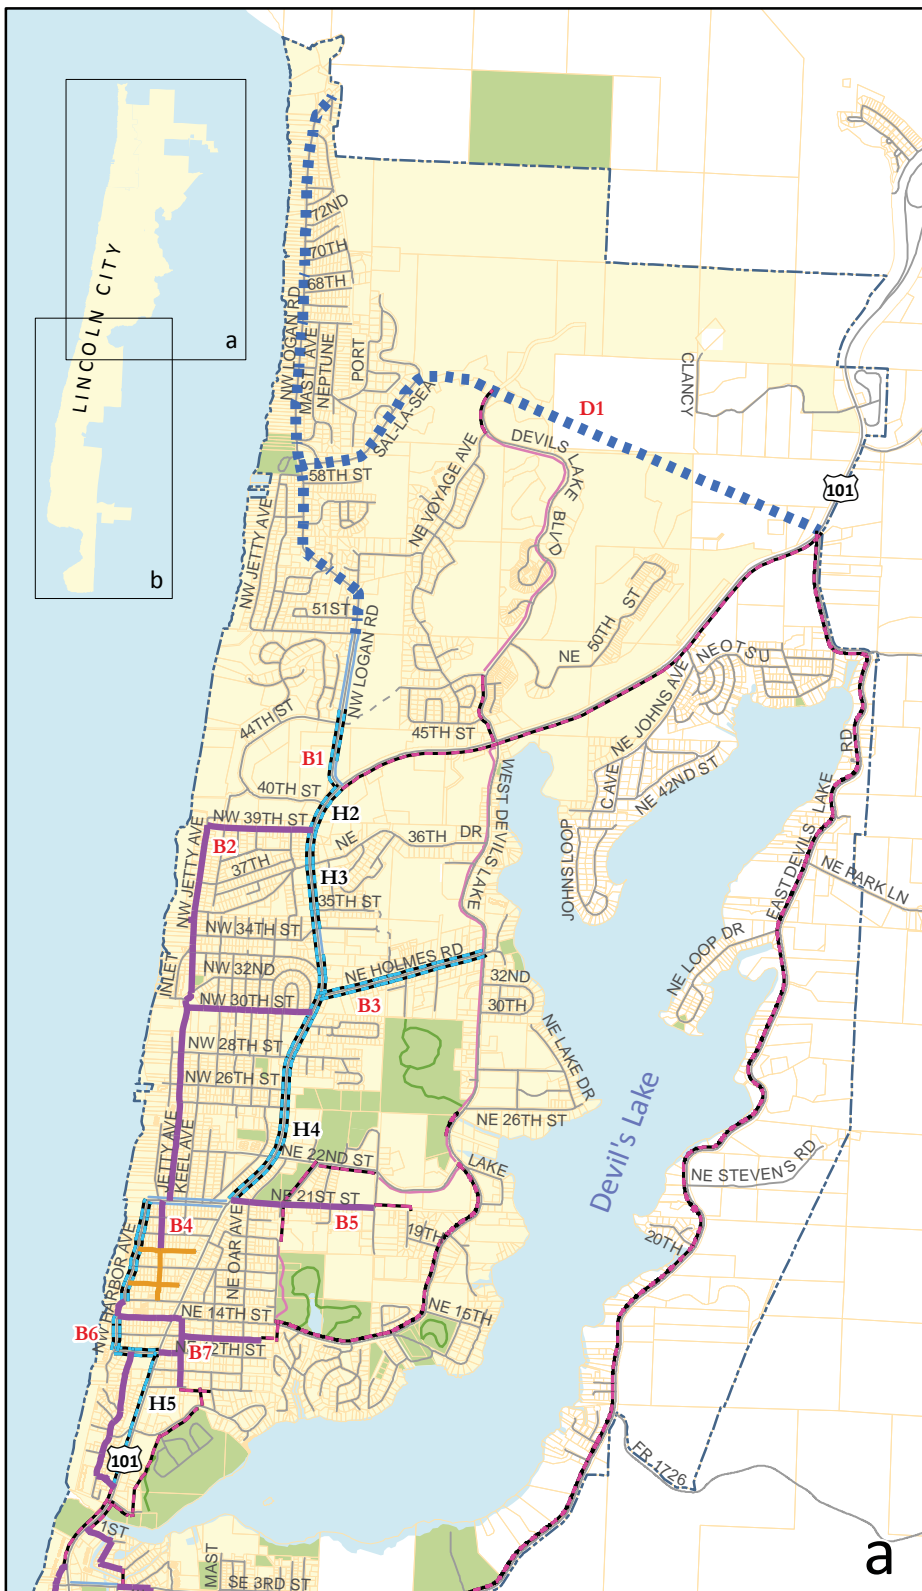 LINCOLN CITY
a
b
72ND
70TH
68TH
NW LOGAN RD
MAST AVE
NEPTUNE
PORT
SAL-LA-SEA
58TH ST
CLANCY
D1
101
DEVILS LAKE BLVD
NE VOYAGE AVE
NW JETTY AVE
51ST
NW LOGAN RD
NE 50TH ST
NEOTSU
NE JOHNS AVE
44TH ST
45TH ST
B1
40TH ST
H2
C AVE
NE 42ND ST
WEST DEVILS LAKE
EAST DEVILS LAKE RD
NW 39TH ST
NW JETTY AVE
B2
NE 36TH DR
37TH
H3
JOHNS LOOP
NE PARK LN
35TH ST
NW 34TH ST
NE LOOP DR
INLET
NW 32ND
NE HOLMES RD
32ND
30TH
NW 30TH ST
B3
NE LAKE DR
NW 28TH ST
NW 26TH ST
NE 26TH ST
Devil's Lake
H4
NE 22ND ST
LAKE
JETTY AVE
KEEL AVE
NE STEVENS RD
NE 21ST ST
B4
B5
NE OAR AVE
19TH
20TH
NW HARBOR AVE
NE 14TH ST
NE 15TH
B6
B7
H5
101
FR 1726
1ST
MAST
SE 3RD ST
a